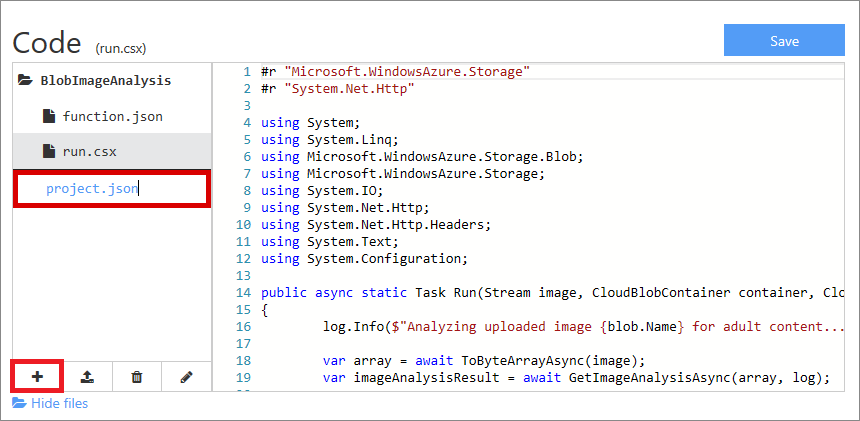 Code (run.csx)
Save
BlobImageAnalysis
function.json
run.csx
project.json
Hide files
1 #r "Microsoft.WindowsAzure.Storage"
2 #r "System.Net.Http"
3
4 using System;
5 using System.Linq;
6 using Microsoft.WindowsAzure.Storage.Blob;
7 using Microsoft.WindowsAzure.Storage;
8 using System.IO;
9 using System.Net.Http;
10 using System.Net.Http.Headers;
11 using System.Text;
12 using System.Configuration;
13
14 public async static Task Run(Stream image, CloudBlobContainer container, Clo
15 {
16 log.Info($"Analyzing uploaded image {blob.Name} for adult content...
17
18 var array = await ToByteArrayAsync(image);
19 var imageAnalysisResult = await GetImageAnalysisAsync(array, log);